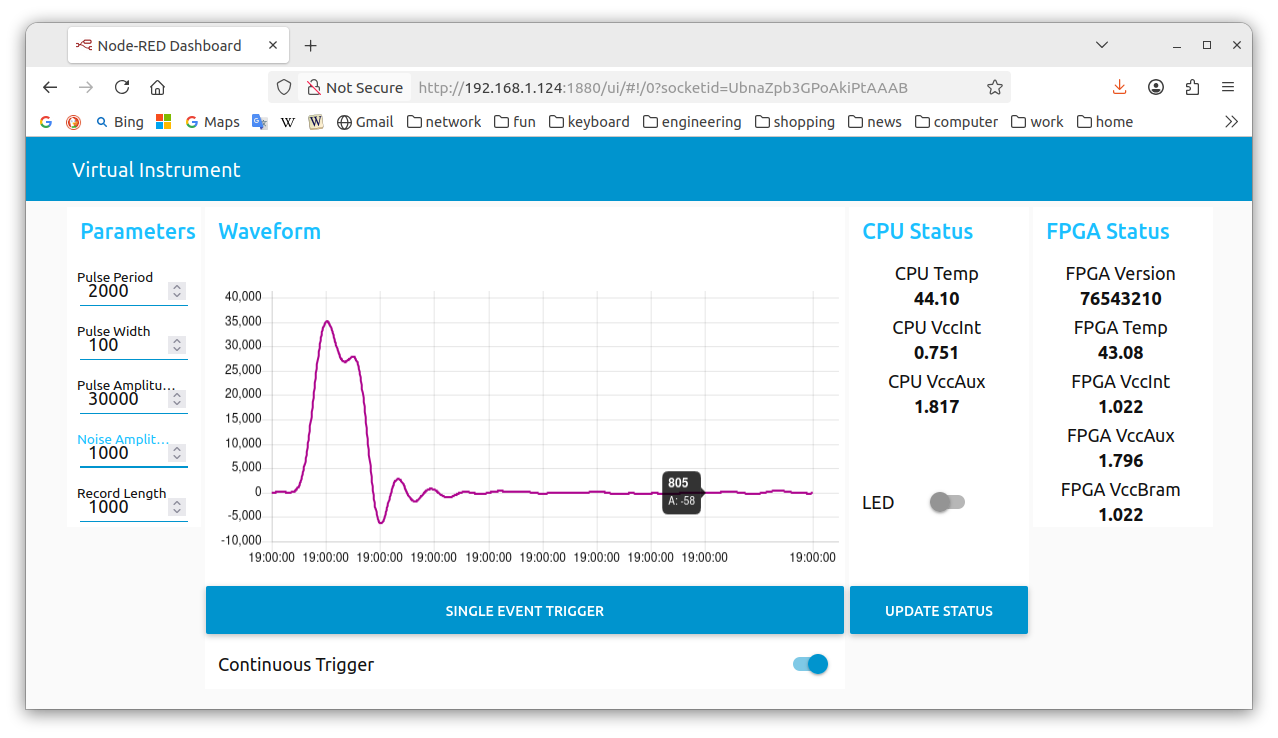 Node-RED Dashboard
Not Secure http://192.168.1.124:1880/ui/#!/0?socketid=UbnaZpb3GPoAkiPtAAAB
Bing Maps Gmail network fun keyboard engineering shopping news computer work home
Virtual Instrument
Parameters
Pulse Period
2000
Pulse Width
100
Pulse Amplitu...
30000
Noise Amplit...
1000
Record Length
1000
Waveform
40,000
35,000
30,000
25,000
20,000
15,000
10,000
5,000
0
-5,000
-10,000
805
A: -58
19:00:00 19:00:00 19:00:00 19:00:00 19:00:00 19:00:00 19:00:00 19:00:00 19:00:00 19:00:00
SINGLE EVENT TRIGGER
Continuous Trigger
CPU Status
CPU Temp
44.10
CPU VccInt
0.751
CPU VccAux
1.817
LED
UPDATE STATUS
FPGA Status
FPGA Version
76543210
FPGA Temp
43.08
FPGA VccInt
1.022
FPGA VccAux
1.796
FPGA VccBram
1.022